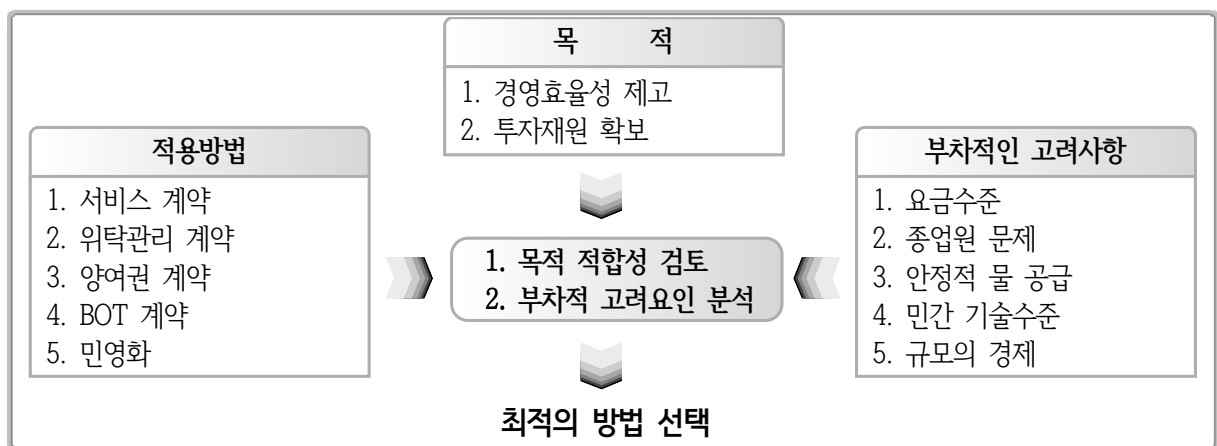 목 적
1. 경영효율성 제고
2. 투자재원 확보
적용방법
1. 서비스 계약
2. 위탁관리 계약
3. 양여권 계약
4. BOT 계약
5. 민영화
1. 목적 적합성 검토
2. 부차적 고려요인 분석
부차적인 고려사항
1. 요금수준
2. 종업원 문제
3. 안정적 물 공급
4. 민간 기술수준
5. 규모의 경제
최적의 방법 선택